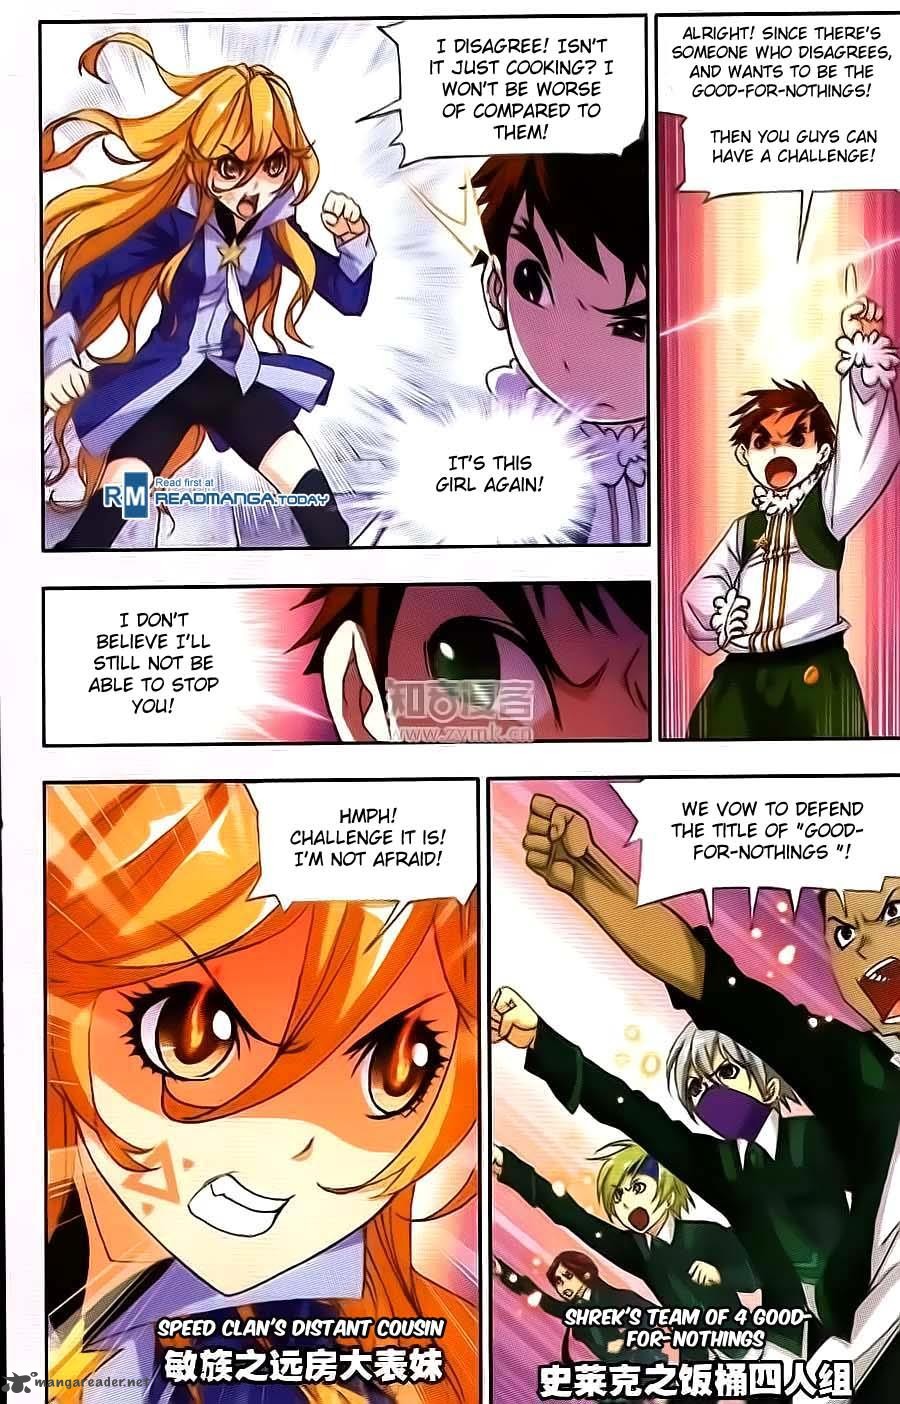 I DISAGREE! ISN'T
IT JUST COOKING? I
WON'T BE WORSE
OF COMPARED TO
THEM!
ALRIGHT! SINCE THERE'S
SOMEONE WHO DISAGREES,
AND WANTS TO BE THE
GOOD-FOR-NOTHINGS!
THEN YOU GUYS CAN
HAVE A CHALLENGE!
IT'S THIS
GIRL AGAIN!
RM Read first at
READMANGA.TODAY
I DON'T
BELIEVE I'LL
STILL NOT BE
ABLE TO STOP
YOU!
知音漫客
www.zymk.cn
HMPH!
CHALLENGE IT IS!
I'M NOT AFRAID!
WE VOW TO DEFEND
THE TITLE OF "GOOD-
FOR-NOTHINGS "!
SPEED CLAN'S DISTANT COUSIN
敏族之远房大表妹
SHREK'S TEAM OF 4 GOOD-
FOR-NOTHINGS
史莱克之饭桶四人组
mangareader.net